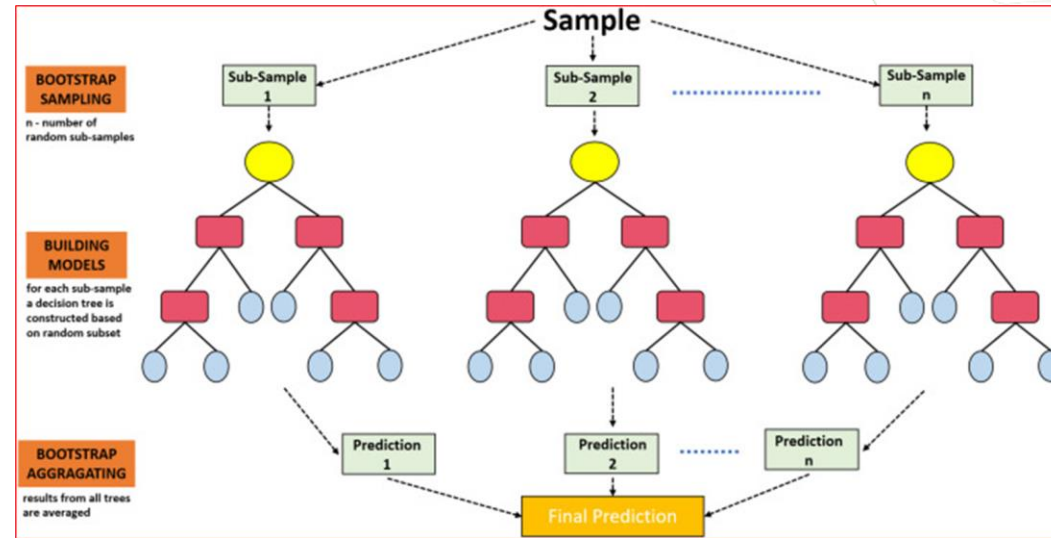 Sample
BOOTSTRAP
SAMPLING
n - number of
random sub-samples
Sub-Sample
1
Sub-Sample
2
Sub-Sample
n
BUILDING
MODELS
for each sub-sample
a decision tree is
constructed based
on random subset
BOOTSTRAP
AGGRAGATING
results from all trees
are averaged
Prediction
1
Prediction
2
Prediction
n
Final Prediction